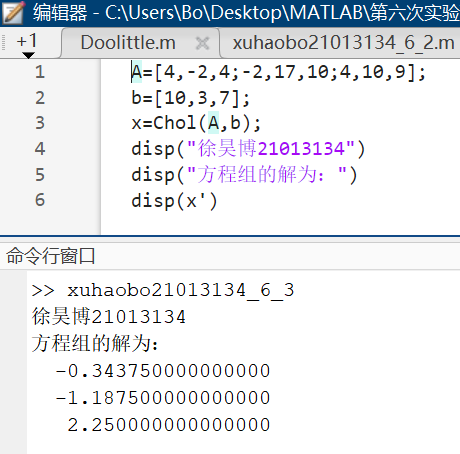 编辑器 - C:\Users\Bo\Desktop\MATLAB\第六次实验
+1 Doolittle.m × xuhaobo21013134_6_2.m
1 A=[4,-2,4;-2,17,10;4,10,9];
2 b=[10,3,7];
3 x=Chol(A,b);
4 disp("徐昊博21013134")
5 disp("方程组的解为：")
6 disp(x')
命令行窗口
>> xuhaobo21013134_6_3
徐昊博21013134
方程组的解为：
-0.343750000000000
-1.187500000000000
2.250000000000000